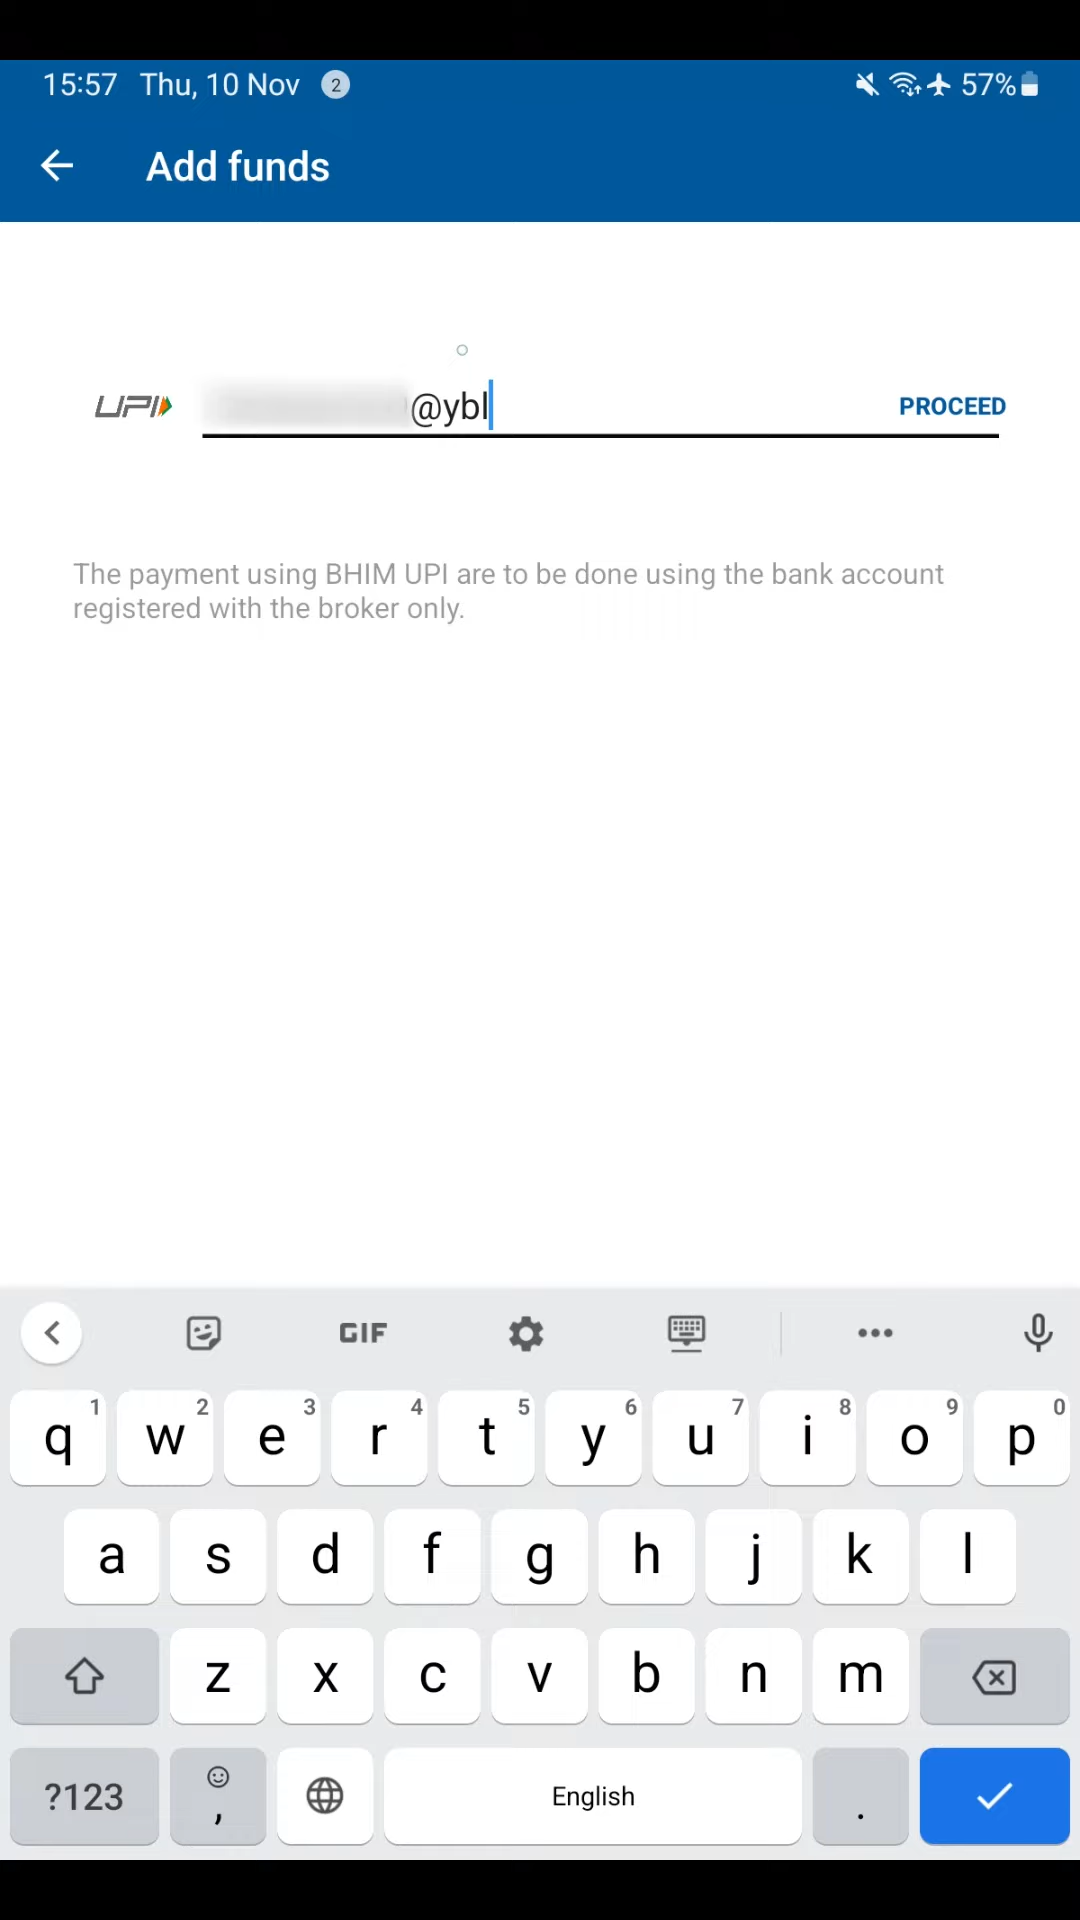 15:57 Thu, 10 Nov 2 57%
Add funds
UPI @ybl PROCEED
The payment using BHIM UPI are to be done using the bank account
registered with the broker only.
GIF
q 1 w 2 e 3 r 4 t 5 y 6 u 7 i 8 o 9 p 0
a s d f g h j k l
z x c v b n m
?123 , English .